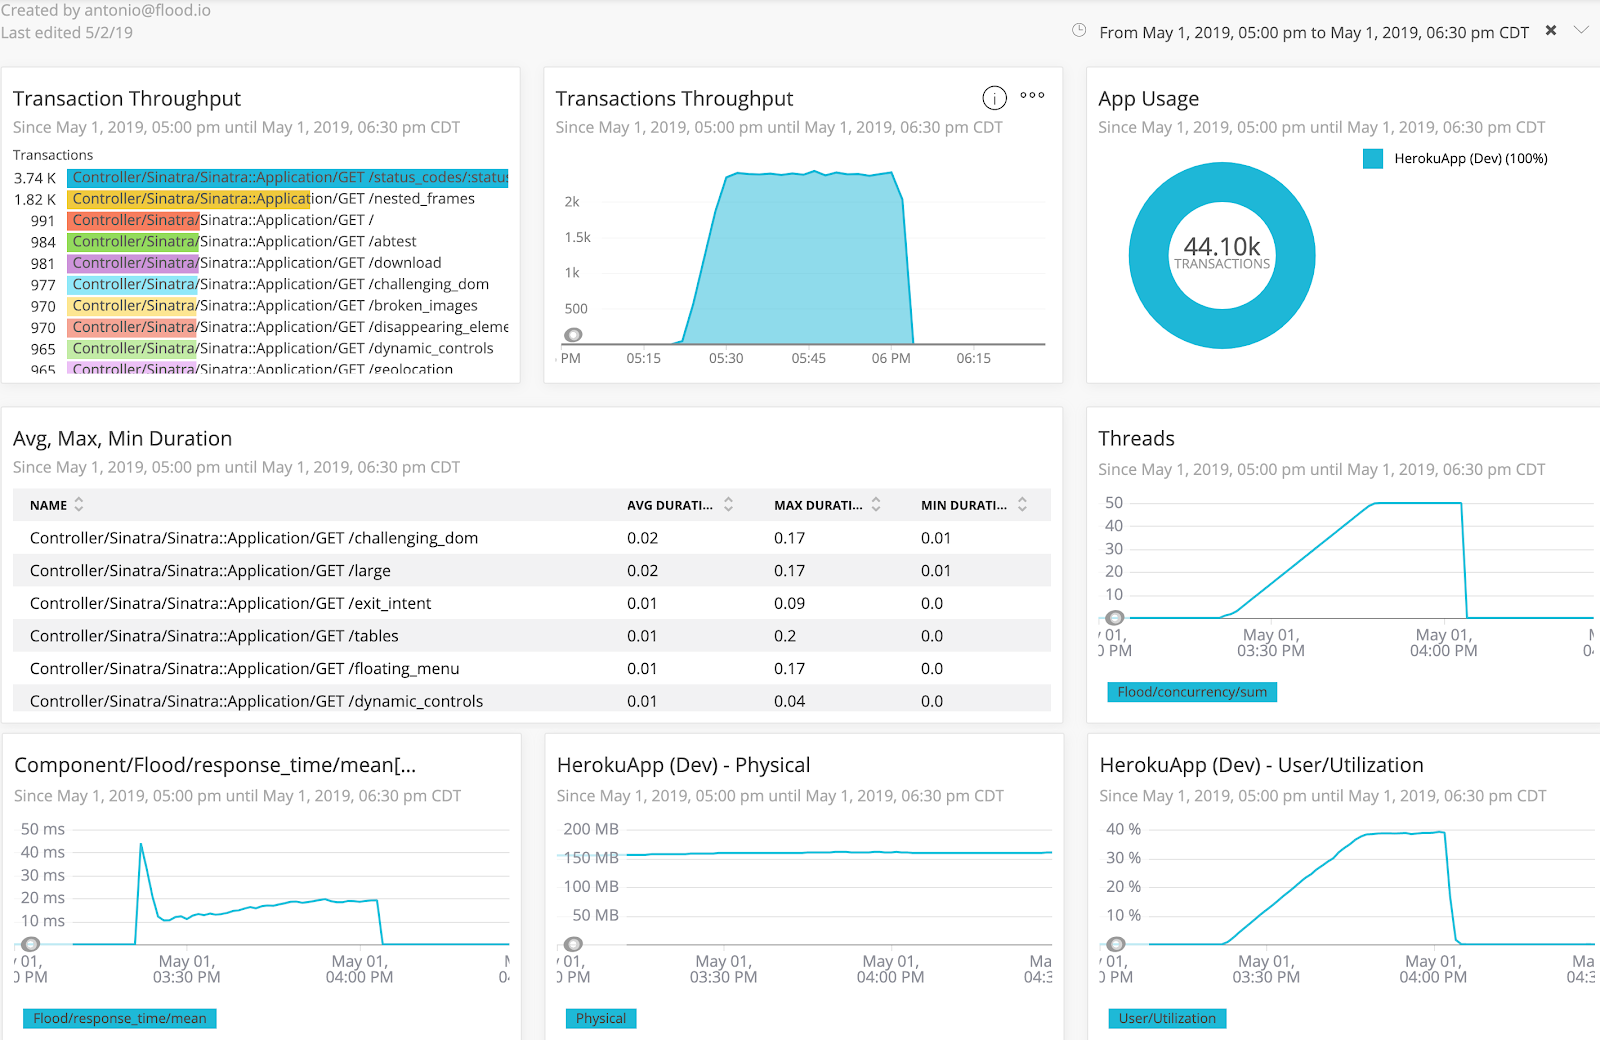 Created by antonio@flood.io
Last edited 5/2/19
From May 1, 2019, 05:00 pm to May 1, 2019, 06:30 pm CDT
Transaction Throughput
Since May 1, 2019, 05:00 pm until May 1, 2019, 06:30 pm CDT
Transactions
3.74 K Controller/Sinatra/Sinatra::Application/GET /status_codes/:status
1.82 K Controller/Sinatra/Sinatra::Application/GET /nested_frames
991 Controller/Sinatra/Sinatra::Application/GET /
984 Controller/Sinatra/Sinatra::Application/GET /abtest
981 Controller/Sinatra/Sinatra::Application/GET /download
977 Controller/Sinatra/Sinatra::Application/GET /challenging_dom
970 Controller/Sinatra/Sinatra::Application/GET /broken_images
970 Controller/Sinatra/Sinatra::Application/GET /disappearing_eleme
965 Controller/Sinatra/Sinatra::Application/GET /dynamic_controls
965 Controller/Sinatra/Sinatra::Application/GET /geolocation
Transactions Throughput
Since May 1, 2019, 05:00 pm until May 1, 2019, 06:30 pm CDT
2k
1.5k
1k
500
PM 05:15 05:30 05:45 06 PM 06:15
App Usage
Since May 1, 2019, 05:00 pm until May 1, 2019, 06:30 pm CDT
HerokuApp (Dev) (100%)
44.10k
TRANSACTIONS
Avg, Max, Min Duration
Since May 1, 2019, 05:00 pm until May 1, 2019, 06:30 pm CDT
NAME AVG DURATI... MAX DURATI... MIN DURATI...
Controller/Sinatra/Sinatra::Application/GET /challenging_dom 0.02 0.17 0.01
Controller/Sinatra/Sinatra::Application/GET /large 0.02 0.17 0.01
Controller/Sinatra/Sinatra::Application/GET /exit_intent 0.01 0.09 0.0
Controller/Sinatra/Sinatra::Application/GET /tables 0.01 0.2 0.0
Controller/Sinatra/Sinatra::Application/GET /floating_menu 0.01 0.17 0.0
Controller/Sinatra/Sinatra::Application/GET /dynamic_controls 0.01 0.04 0.0
Threads
Since May 1, 2019, 05:00 pm until May 1, 2019, 06:30 pm CDT
50
40
30
20
10
01, May 01, May 01,
0 PM 03:30 PM 04:00 PM
Flood/concurrency/sum
Component/Flood/response_time/mean[...
Since May 1, 2019, 05:00 pm until May 1, 2019, 06:30 pm CDT
50 ms
40 ms
30 ms
20 ms
10 ms
01, May 01, May 01,
0 PM 03:30 PM 04:00 PM
Flood/response_time/mean
HerokuApp (Dev) - Physical
Since May 1, 2019, 05:00 pm until May 1, 2019, 06:30 pm CDT
200 MB
150 MB
100 MB
50 MB
01, May 01, May 01, Ma
0 PM 03:30 PM 04:00 PM 04:3
Physical
HerokuApp (Dev) - User/Utilization
Since May 1, 2019, 05:00 pm until May 1, 2019, 06:30 pm CDT
40 %
30 %
20 %
10 %
01, May 01, May 01, Ma
0 PM 03:30 PM 04:00 PM 04:3
User/Utilization